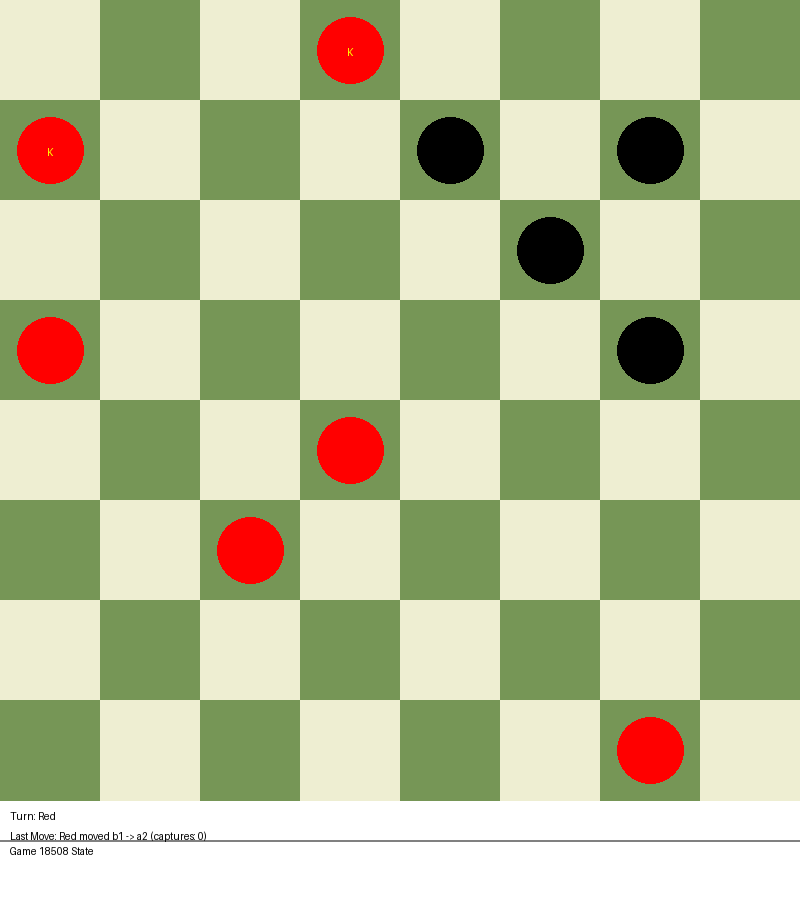 K
K
Turn: Red
Last Move: Red moved b1 -> a2 (captures: 0)
Game 18508 State